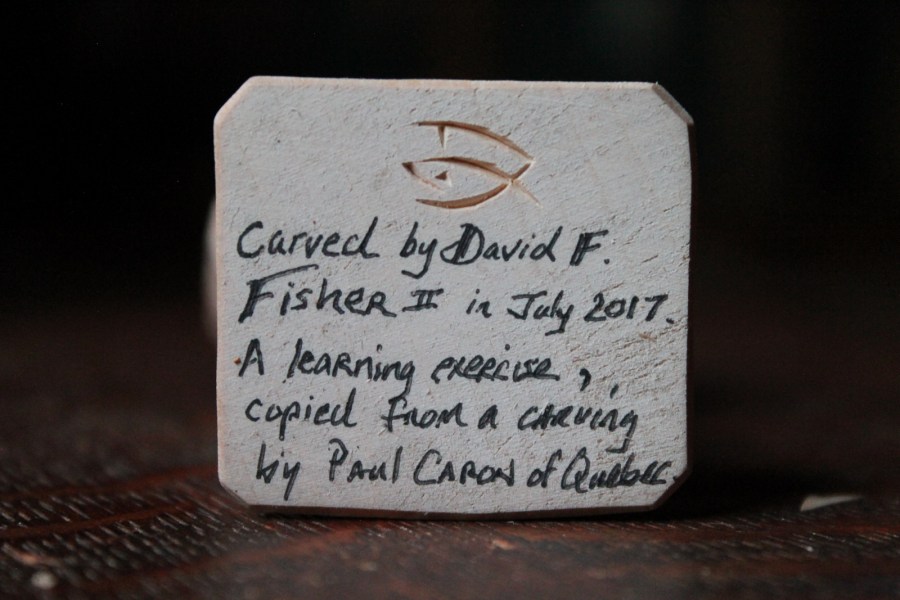 Carved by David F.
Fisher II in July 2017.
A learning exercise,
copied from a carving
by Paul Caron of Quebec.